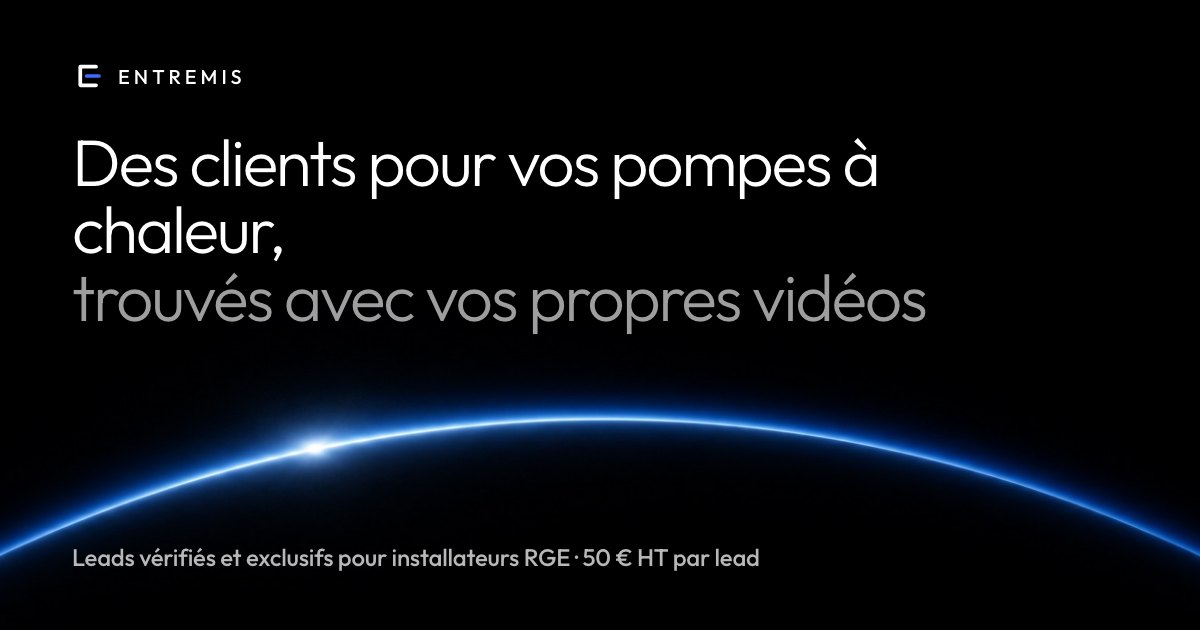 ENTREMIS
Des clients pour vos pompes à
chaleur,
trouvés avec vos propres vidéos
Leads vérifiés et exclusifs pour installateurs RGE · 50 € HT par lead